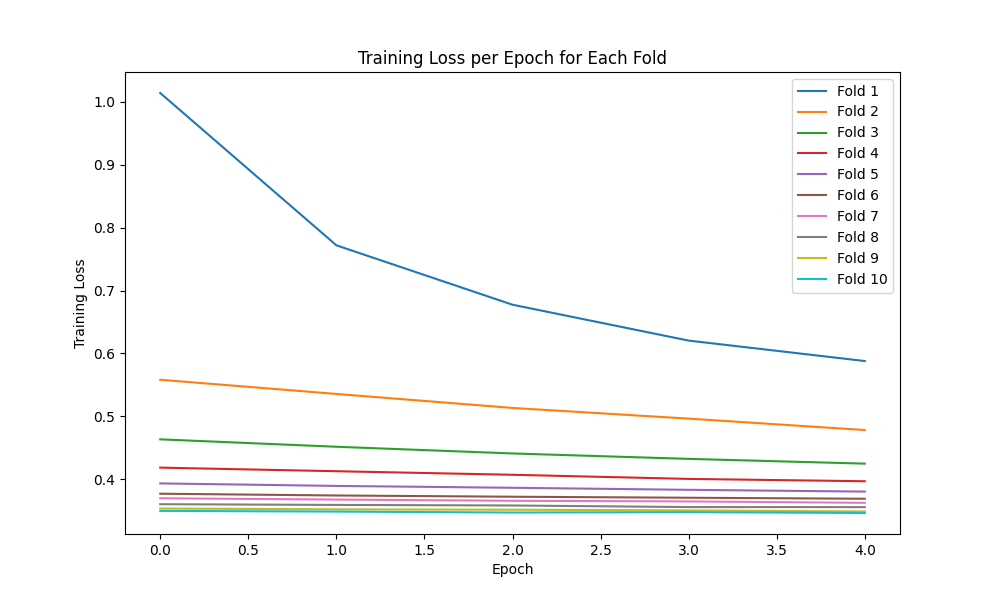 Training Loss per Epoch for Each Fold
Training Loss
1.0
0.9
0.8
0.7
0.6
0.5
0.4
Fold 1
Fold 2
Fold 3
Fold 4
Fold 5
Fold 6
Fold 7
Fold 8
Fold 9
Fold 10
0.0 0.5 1.0 1.5 2.0 2.5 3.0 3.5 4.0
Epoch